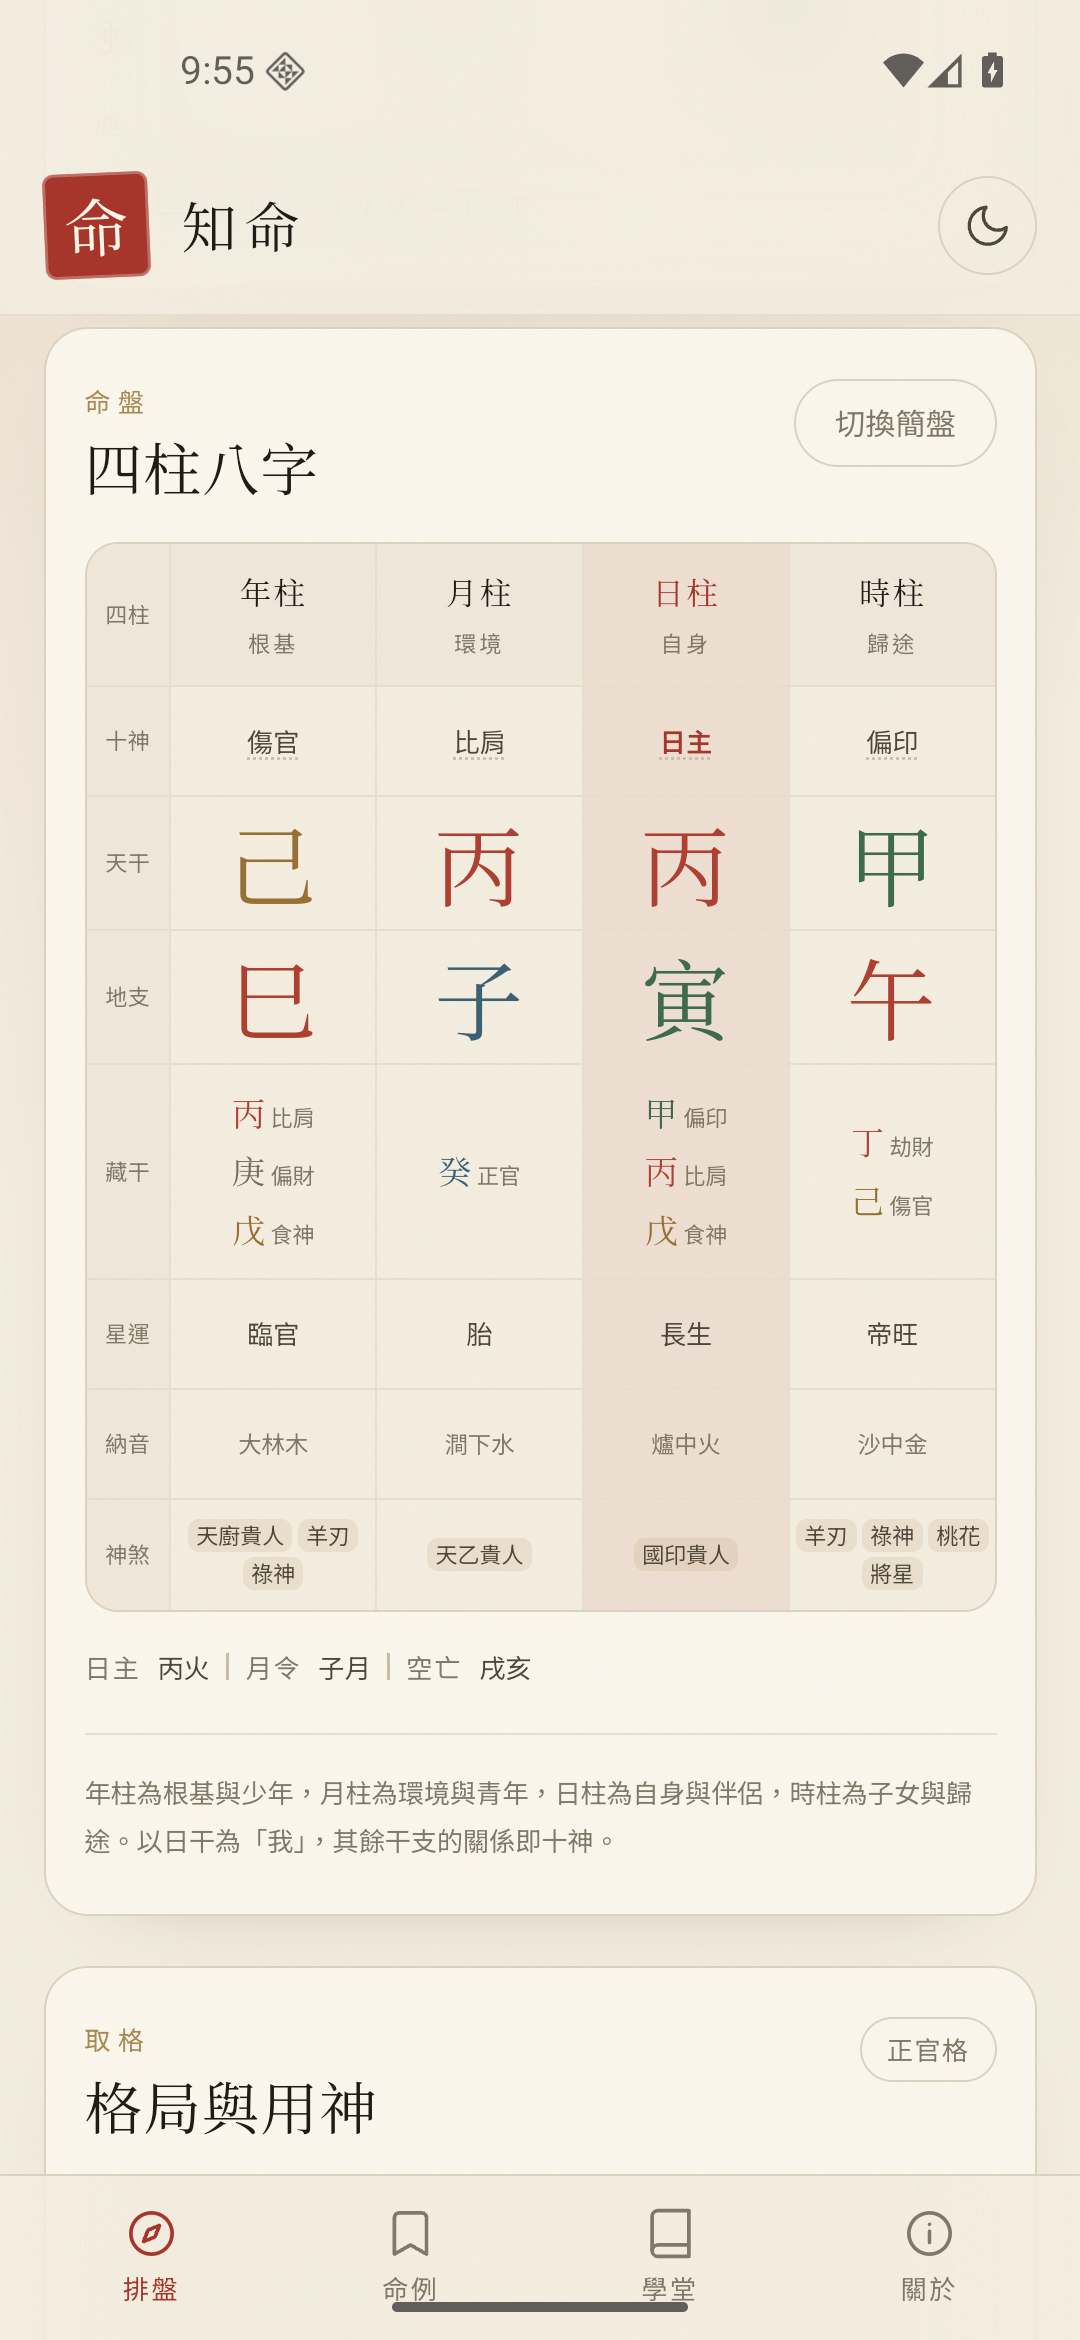 9:55
命 知命
命盤
四柱八字
切換簡盤
四柱 年柱 月柱 日柱 時柱
根基 環境 自身 歸途
十神 傷官 比肩 日主 偏印
天干 己 丙 丙 甲
地支 巳 子 寅 午
藏干
丙 比肩
庚 偏財
戊 食神
癸 正官
甲 偏印
丙 比肩
戊 食神
丁 劫財
己 傷官
星運 臨官 胎 長生 帝旺
納音 大林木 澗下水 爐中火 沙中金
神煞
天廚貴人 羊刃
祿神
天乙貴人
國印貴人
羊刃 祿神 桃花
將星
日主 丙火 | 月令 子月 | 空亡 戌亥
年柱為根基與少年，月柱為環境與青年，日柱為自身與伴侶，時柱為子女與歸
途。以日干為「我」，其餘干支的關係即十神。
取格
格局與用神
正官格
排盤 命例 學堂 關於